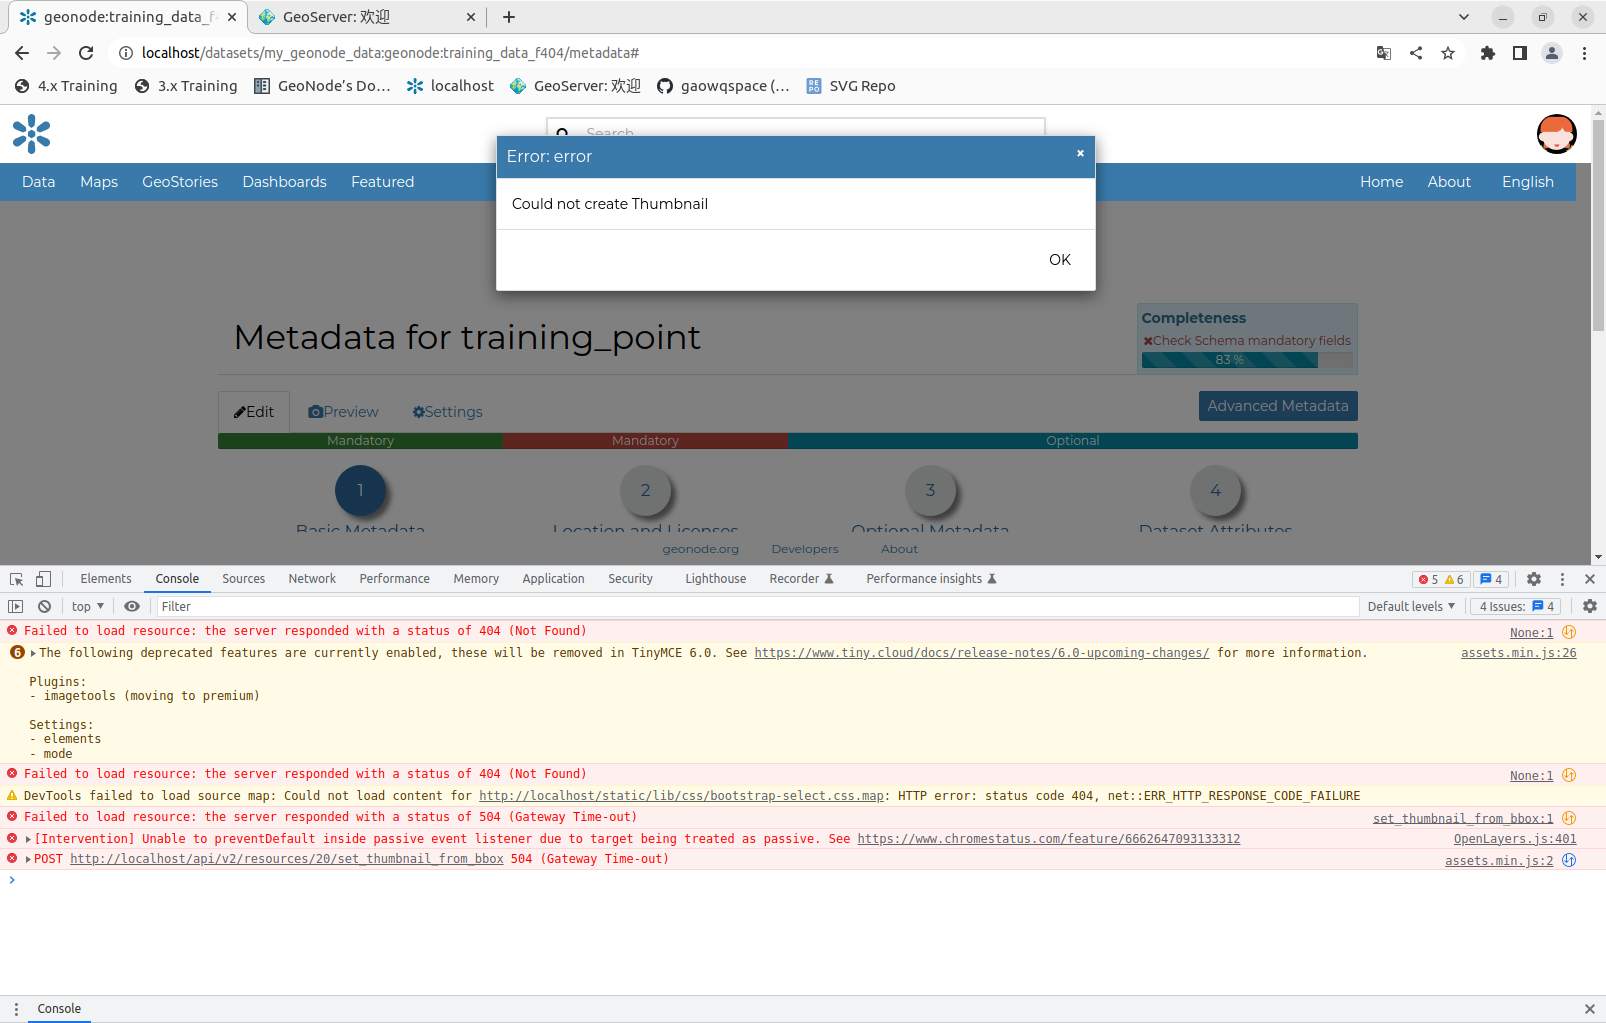 geonode:training_data_f
GeoServer: 欢迎
localhost/datasets/my_geonode_data:geonode:training_data_f404/metadata#
4.x Training
3.x Training
GeoNode's Do...
localhost
GeoServer: 欢迎
gaowqspace (...
RE
PO
SVG Repo
Search
Error: error
Data
Maps
GeoStories
Dashboards
Featured
Home
About
English
Could not create Thumbnail
OK
Metadata for training_point
Completeness
Check Schema mandatory fields
83 %
Edit
Preview
Settings
Advanced Metadata
Mandatory
Mandatory
Optional
1
2
3
4
Basic Metadata
Location and Licenses
Optional Metadata
Dataset Attributes
geonode.org
Developers
About
Elements
Console
Sources
Network
Performance
Memory
Application
Security
Lighthouse
Recorder
Performance insights
5
6
4
top
Filter
Default levels
4 Issues:
4
Failed to load resource: the server responded with a status of 404 (Not Found)
None:1
6
The following deprecated features are currently enabled, these will be removed in TinyMCE 6.0. See https://www.tiny.cloud/docs/release-notes/6.0-upcoming-changes/ for more information.
assets.min.js:26
Plugins:
- imagetools (moving to premium)
Settings:
- elements
- mode
Failed to load resource: the server responded with a status of 404 (Not Found)
None:1
DevTools failed to load source map: Could not load content for http://localhost/static/lib/css/bootstrap-select.css.map: HTTP error: status code 404, net::ERR_HTTP_RESPONSE_CODE_FAILURE
Failed to load resource: the server responded with a status of 504 (Gateway Time-out)
set_thumbnail_from_bbox:1
[Intervention] Unable to preventDefault inside passive event listener due to target being treated as passive. See https://www.chromestatus.com/feature/6662647093133312
OpenLayers.js:401
POST http://localhost/api/v2/resources/20/set_thumbnail_from_bbox 504 (Gateway Time-out)
assets.min.js:2
Console